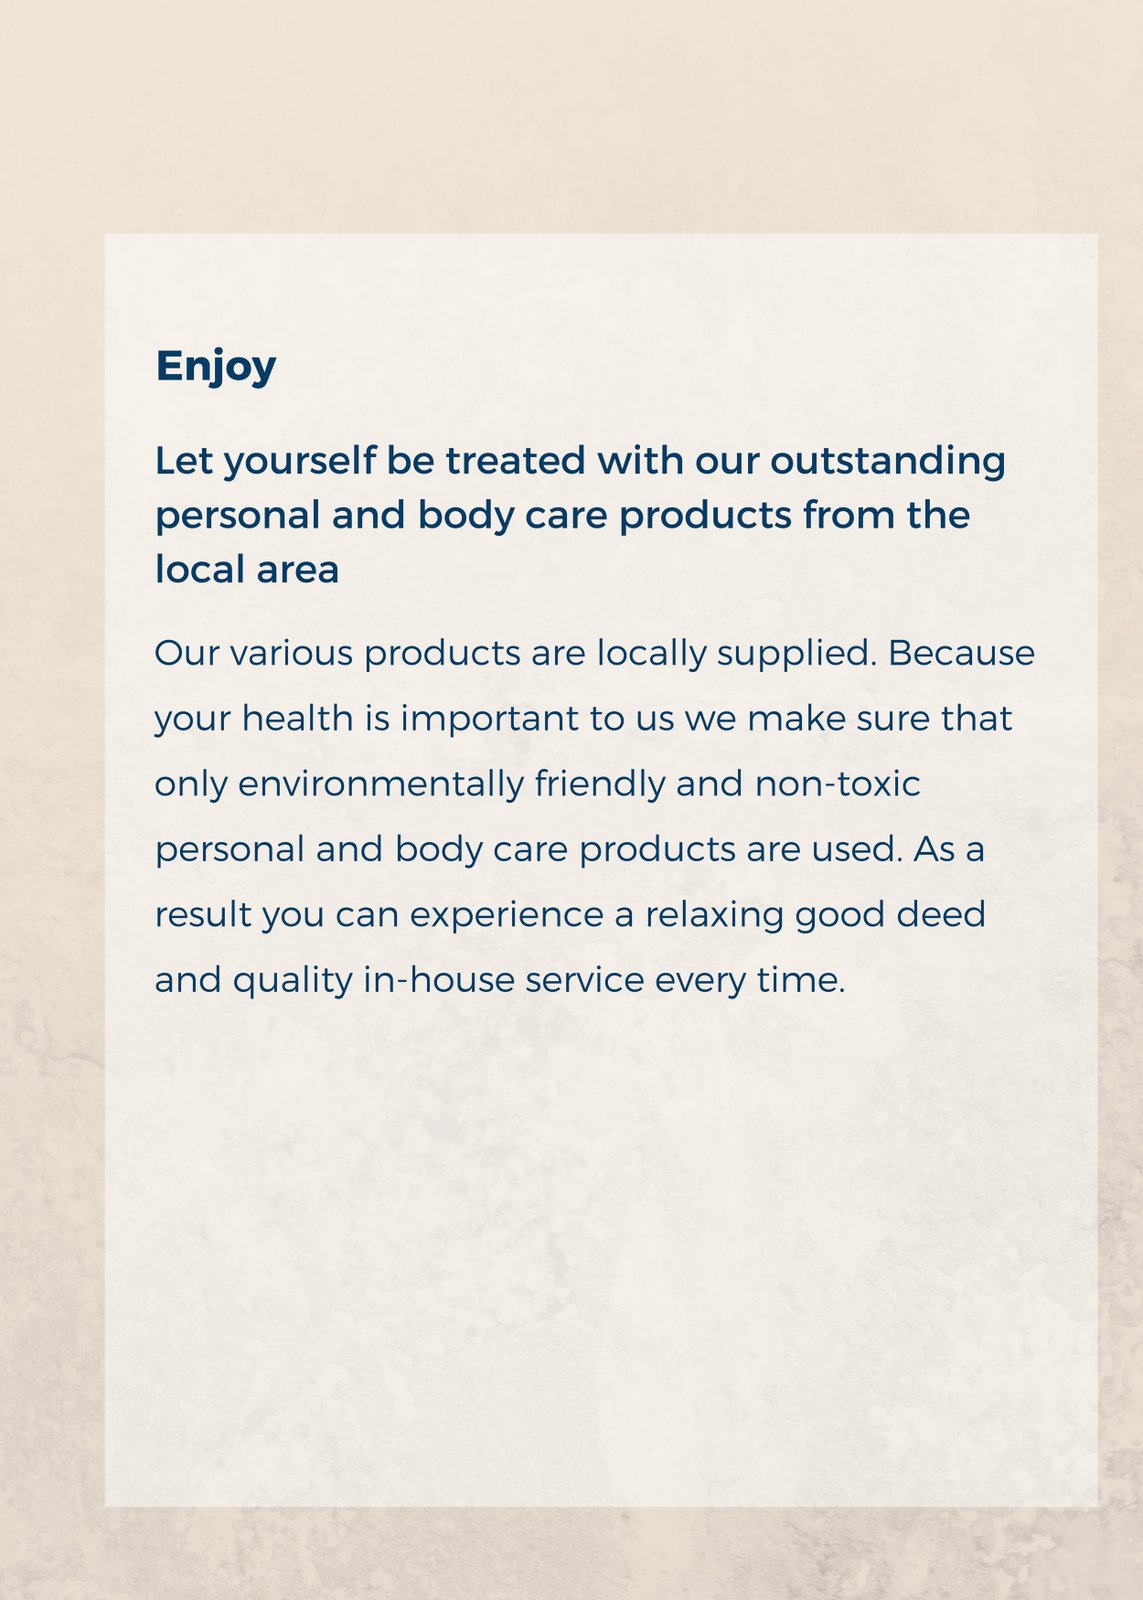 Enjoy
Let yourself be treated with our outstanding
personal and body care products from the
local area
Our various products are locally supplied. Because
your health is important to us we make sure that
only environmentally friendly and non-toxic
personal and body care products are used. As a
result you can experience a relaxing good deed
and quality in-house service every time.